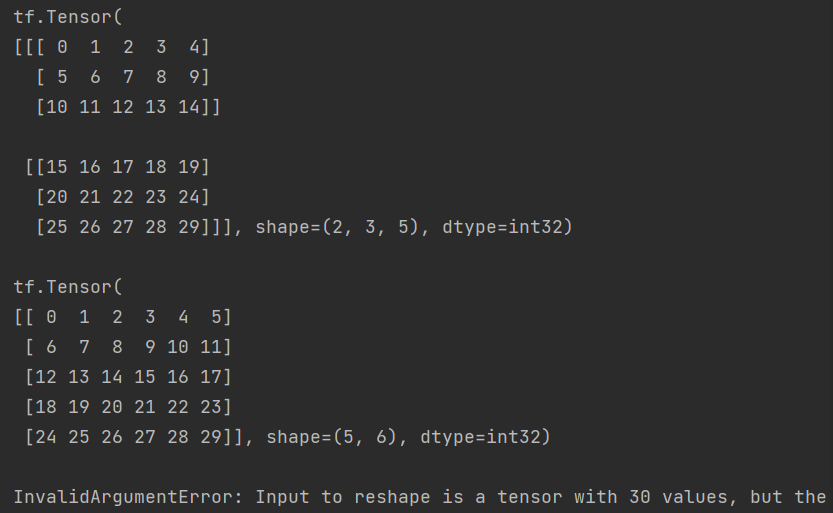 tf.Tensor(
[[[ 0  1  2  3  4]
  [ 5  6  7  8  9]
  [10 11 12 13 14]]
 [[15 16 17 18 19]
  [20 21 22 23 24]
  [25 26 27 28 29]]], shape=(2, 3, 5), dtype=int32)
tf.Tensor(
[[ 0  1  2  3  4  5]
 [ 6  7  8  9 10 11]
 [12 13 14 15 16 17]
 [18 19 20 21 22 23]
 [24 25 26 27 28 29]], shape=(5, 6), dtype=int32)
InvalidArgumentError: Input to reshape is a tensor with 30 values, but the